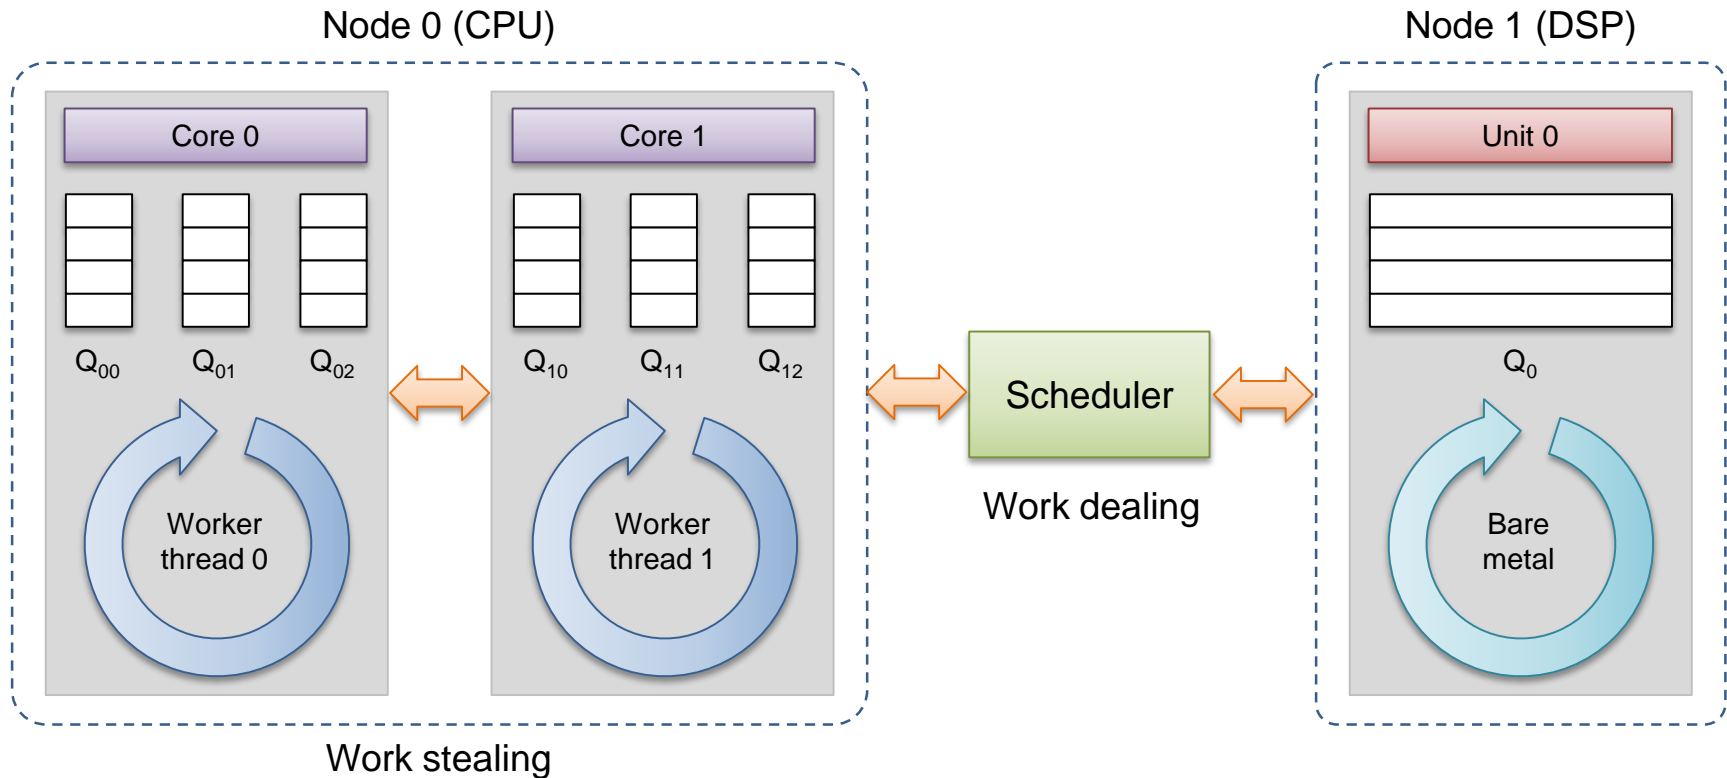 Node 0 (CPU)
Node 1 (DSP)
Core 0
Core 1
Unit 0
Q00
Q01
Q02
Q10
Q11
Q12
Q0
Scheduler
Work dealing
Worker
thread 0
Worker
thread 1
Bare
metal
Work stealing